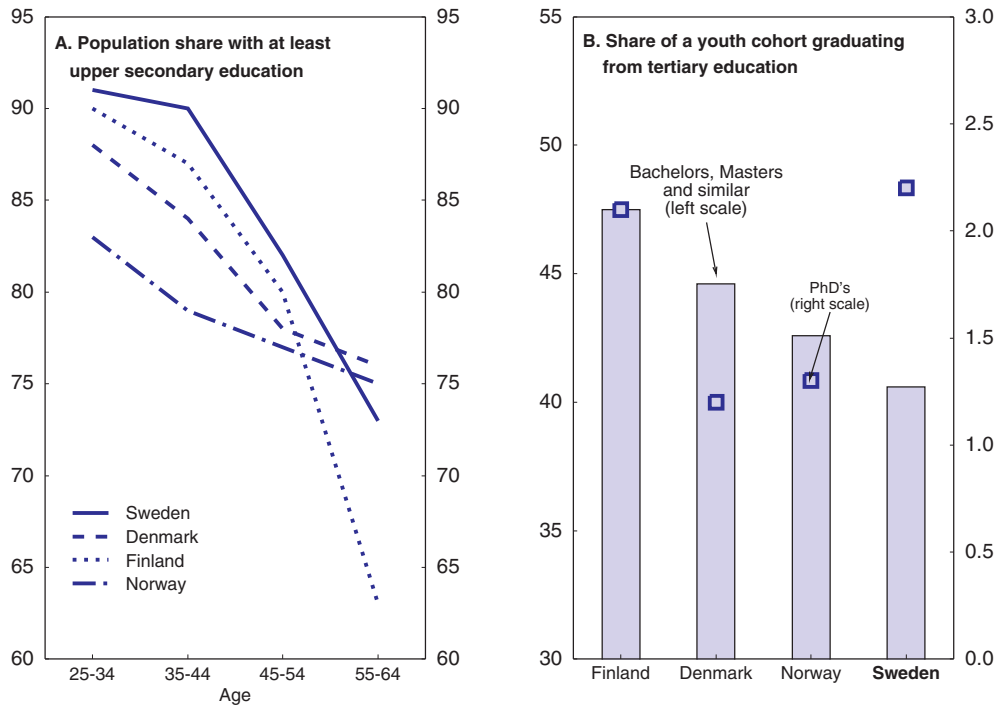 A. Population share with at least
upper secondary education
95
90
85
80
75
70
65
60
95
90
85
80
75
70
65
60
Sweden
Denmark
Finland
Norway
25-34 35-44 45-54 55-64
Age
B. Share of a youth cohort graduating
from tertiary education
55
50
45
40
35
30
3.0
2.5
2.0
1.5
1.0
0.5
0.0
Bachelors, Masters
and similar
(left scale)
PhD's
(right scale)
Finland Denmark Norway Sweden